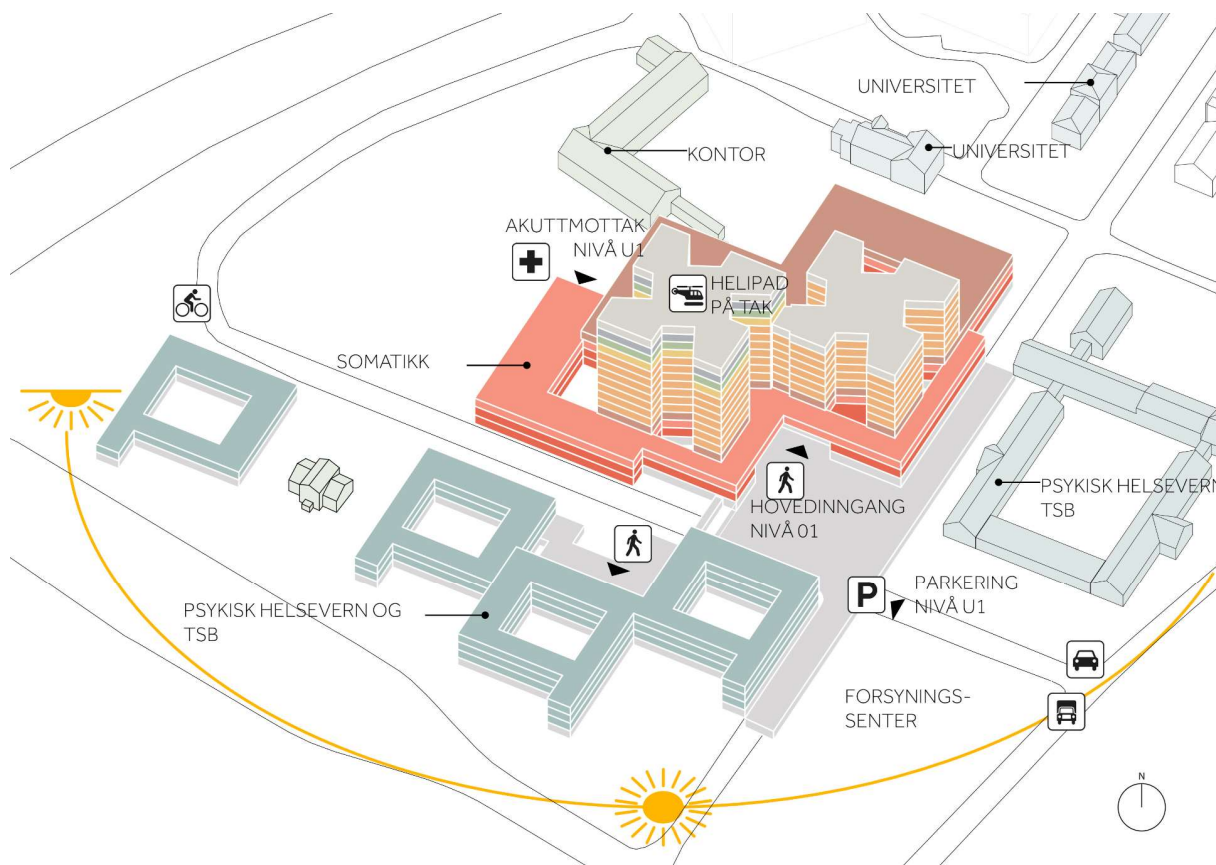 UNIVERSITET
UNIVERSITET
KONTOR
AKUTTMOTTAK
NIVÅ U1
HELIPAD
PÅ TAK
SOMATIKK
PSYKISK HELSEVERN
TSB
HOVEDINNGANG
NIVÅ 01
P
PARKERING
NIVÅ U1
PSYKISK HELSEVERN OG
TSB
FORSYNINGS-
SENTER
N